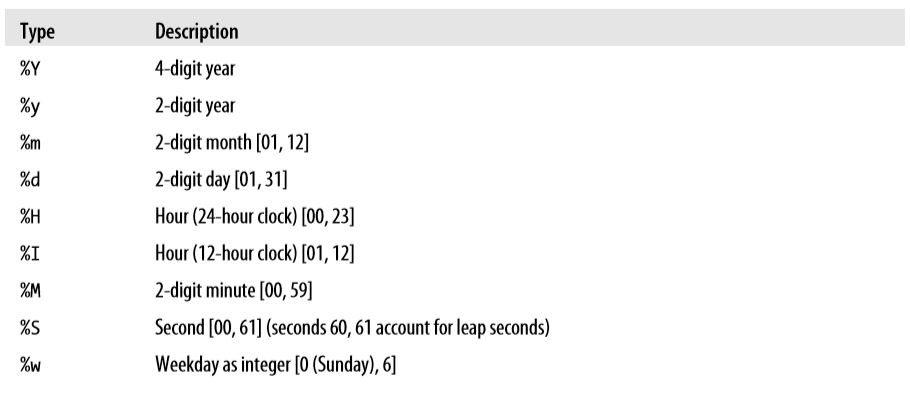 Type Description
%Y 4-digit year
%y 2-digit year
%m 2-digit month [01, 12]
%d 2-digit day [01, 31]
%H Hour (24-hour clock) [00, 23]
%I Hour (12-hour clock) [01, 12]
%M 2-digit minute [00, 59]
%S Second [00, 61] (seconds 60, 61 account for leap seconds)
%w Weekday as integer [0 (Sunday), 6]